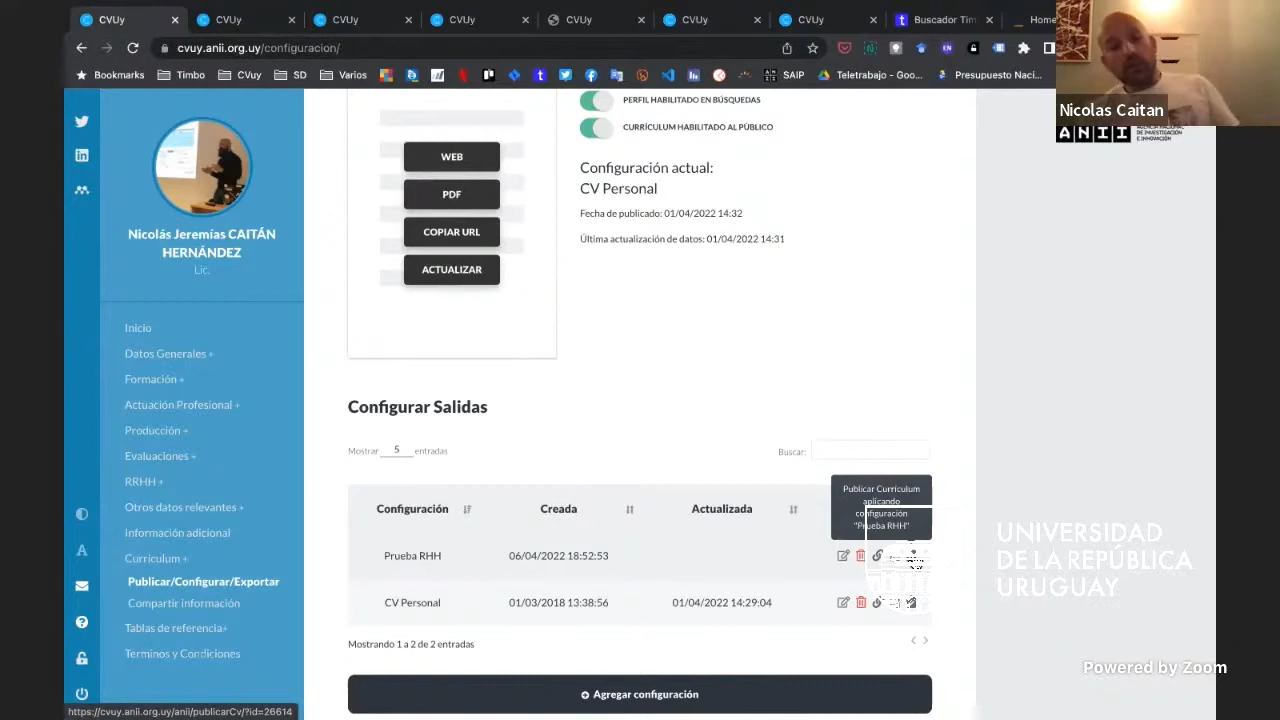 CVUy
CVUy
CVUy
CVUy
CVUy
CVUy
CVUy
Buscador Tim
Home
cvuy.anii.org.uy/configuracion/
Bookmarks
Timbo
CVuy
SD
Varios
SAIP
Teletrabajo - Goo...
Presupuesto Naci...
Nicolas Caitan
ANII
AGENCIA NACIONAL
DE INVESTIGACIÓN
E INNOVACIÓN
Nicolás Jeremías CAITÁN
HERNÁNDEZ
Lic.
Inicio
Datos Generales +
Formación +
Actuación Profesional +
Producción +
Evaluaciones +
RRHH +
Otros datos relevantes +
Información adicional
Currículum +
Publicar/Configurar/Exportar
Compartir información
Tablas de referencia+
Terminos y Condiciones
WEB
PDF
COPIAR URL
ACTUALIZAR
PERFIL HABILITADO EN BÚSQUEDAS
CURRÍCULUM HABILITADO AL PÚBLICO
Configuración actual:
CV Personal
Fecha de publicado: 01/04/2022 14:32
Última actualización de datos: 01/04/2022 14:31
Configurar Salidas
Mostrar 5 entradas
Buscar:
Configuración Creada Actualizada
Publicar Currículum
aplicando
configuración
"Prueba RHH"
Prueba RHH 06/04/2022 18:52:53
CV Personal 01/03/2018 13:38:56 01/04/2022 14:29:04
Mostrando 1 a 2 de 2 entradas
Agregar configuración
UNIVERSIDAD
DE LA REPÚBLICA
URUGUAY
Powered by Zoom
https://cvuy.anii.org.uy/anii/publicarCv/?id=26614